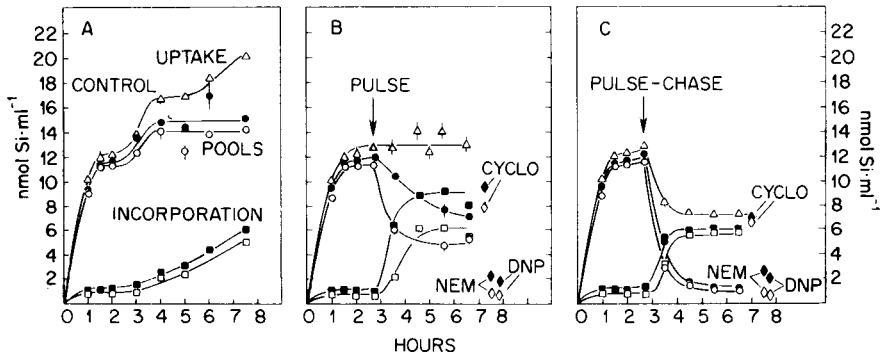 A
UPTAKE
CONTROL
POOLS
INCORPORATION
nmol Si·ml⁻¹
22
20
18
16
14
12
10
8
6
4
2
0 1 2 3 4 5 6 7 8
B
PULSE
CYCLO
NEM
DNP
0 1 2 3 4 5 6 7 8
HOURS
C
PULSE-CHASE
CYCLO
NEM
DNP
0 1 2 3 4 5 6 7 8
22
20
18
16
14
12
10
8
6
4
2
nmol Si·ml⁻¹